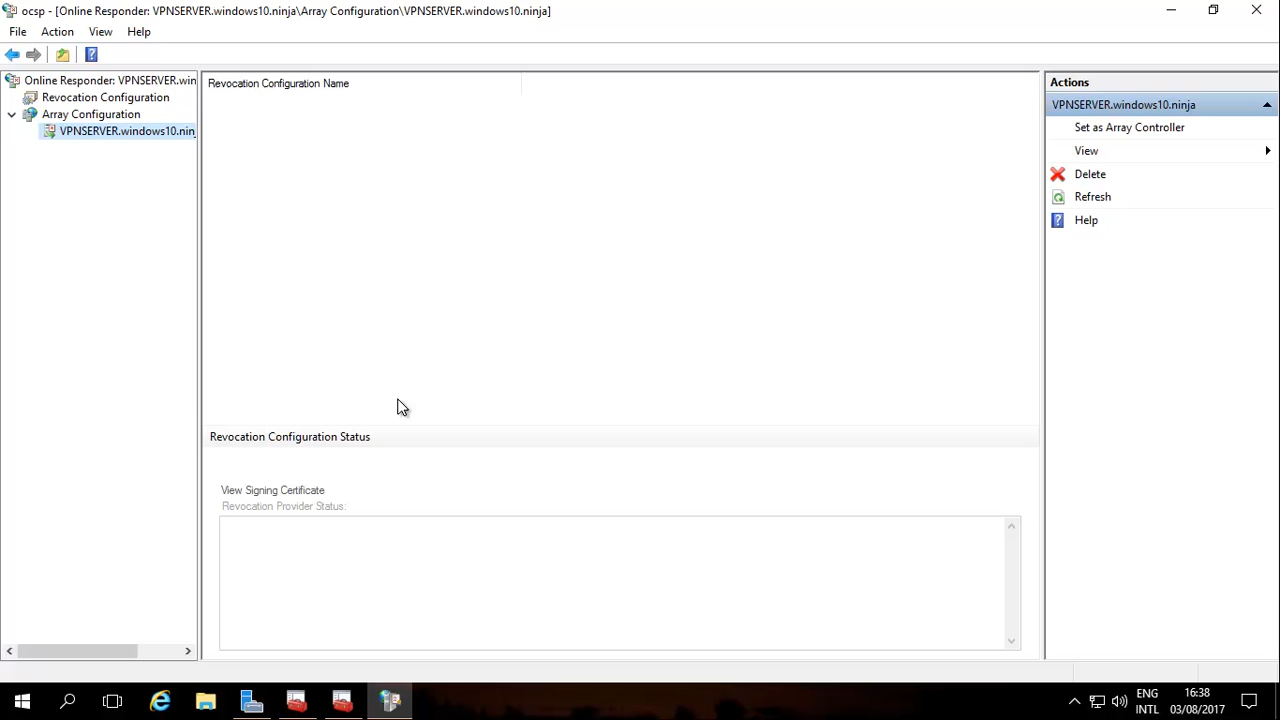 ocsp - [Online Responder: VPNSERVER.windows10.ninja\Array Configuration\VPNSERVER.windows10.ninja]
File Action View Help
Online Responder: VPNSERVER.win
Revocation Configuration
Array Configuration
VPNSERVER.windows10.nin
Revocation Configuration Name
Revocation Configuration Status
View Signing Certificate
Revocation Provider Status:
Actions
VPNSERVER.windows10.ninja
Set as Array Controller
View
Delete
Refresh
Help
ENG
INTL
16:38
03/08/2017